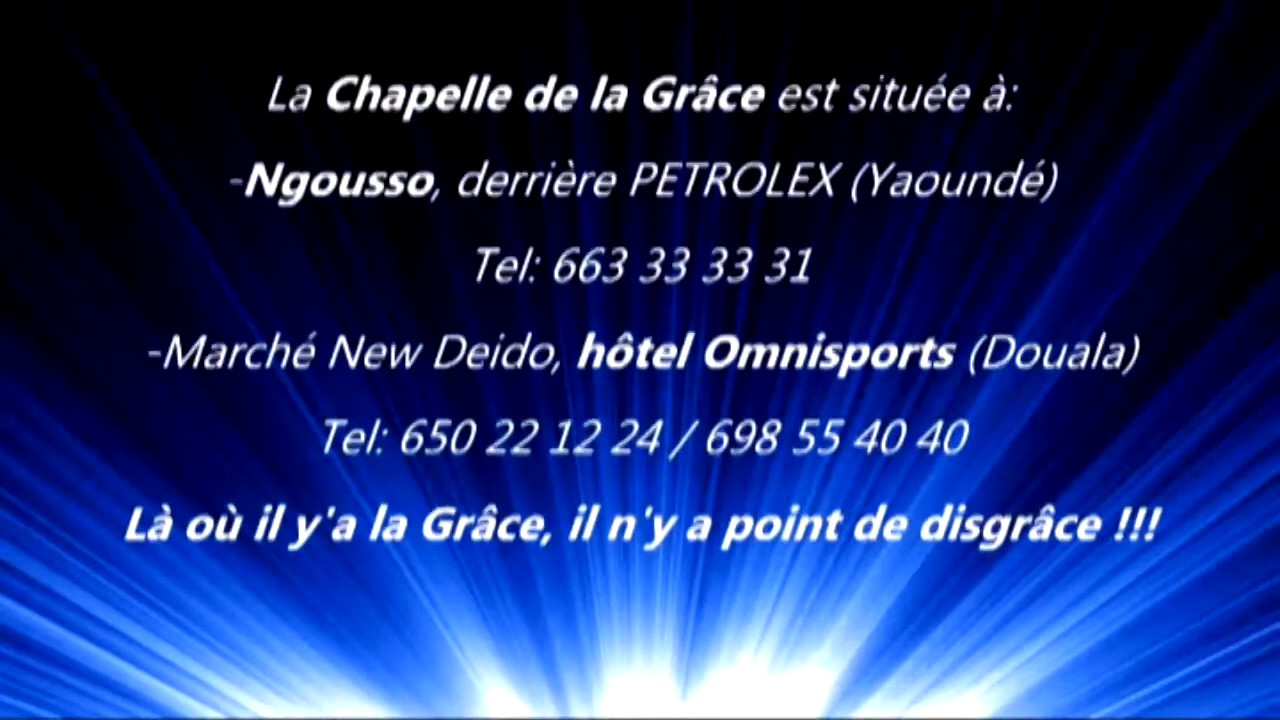 La Chapelle de la Grâce est située à:
-Ngousso, derrière PETROLEX (Yaoundé)
Tel: 663 33 33 31
-Marché New Deido, hôtel Omnisports (Douala)
Tel: 650 22 12 24 / 698 55 40 40
Là où il y'a la Grâce, il n'y a point de disgrâce !!!